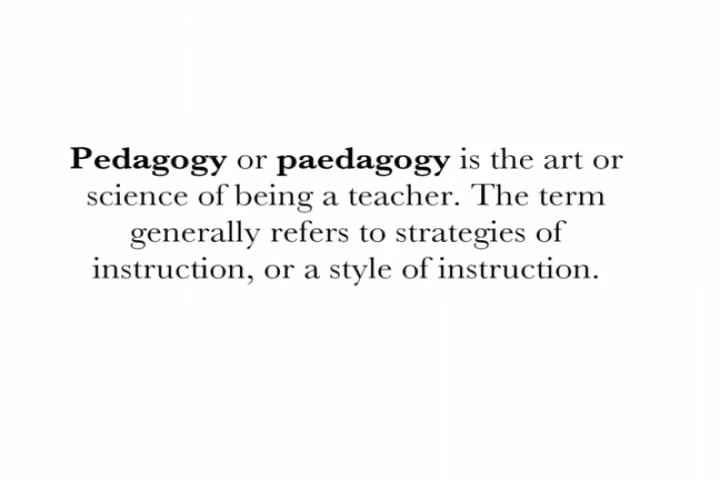 Pedagogy or paedagogy is the art or
science of being a teacher. The term
generally refers to strategies of
instruction, or a style of instruction.